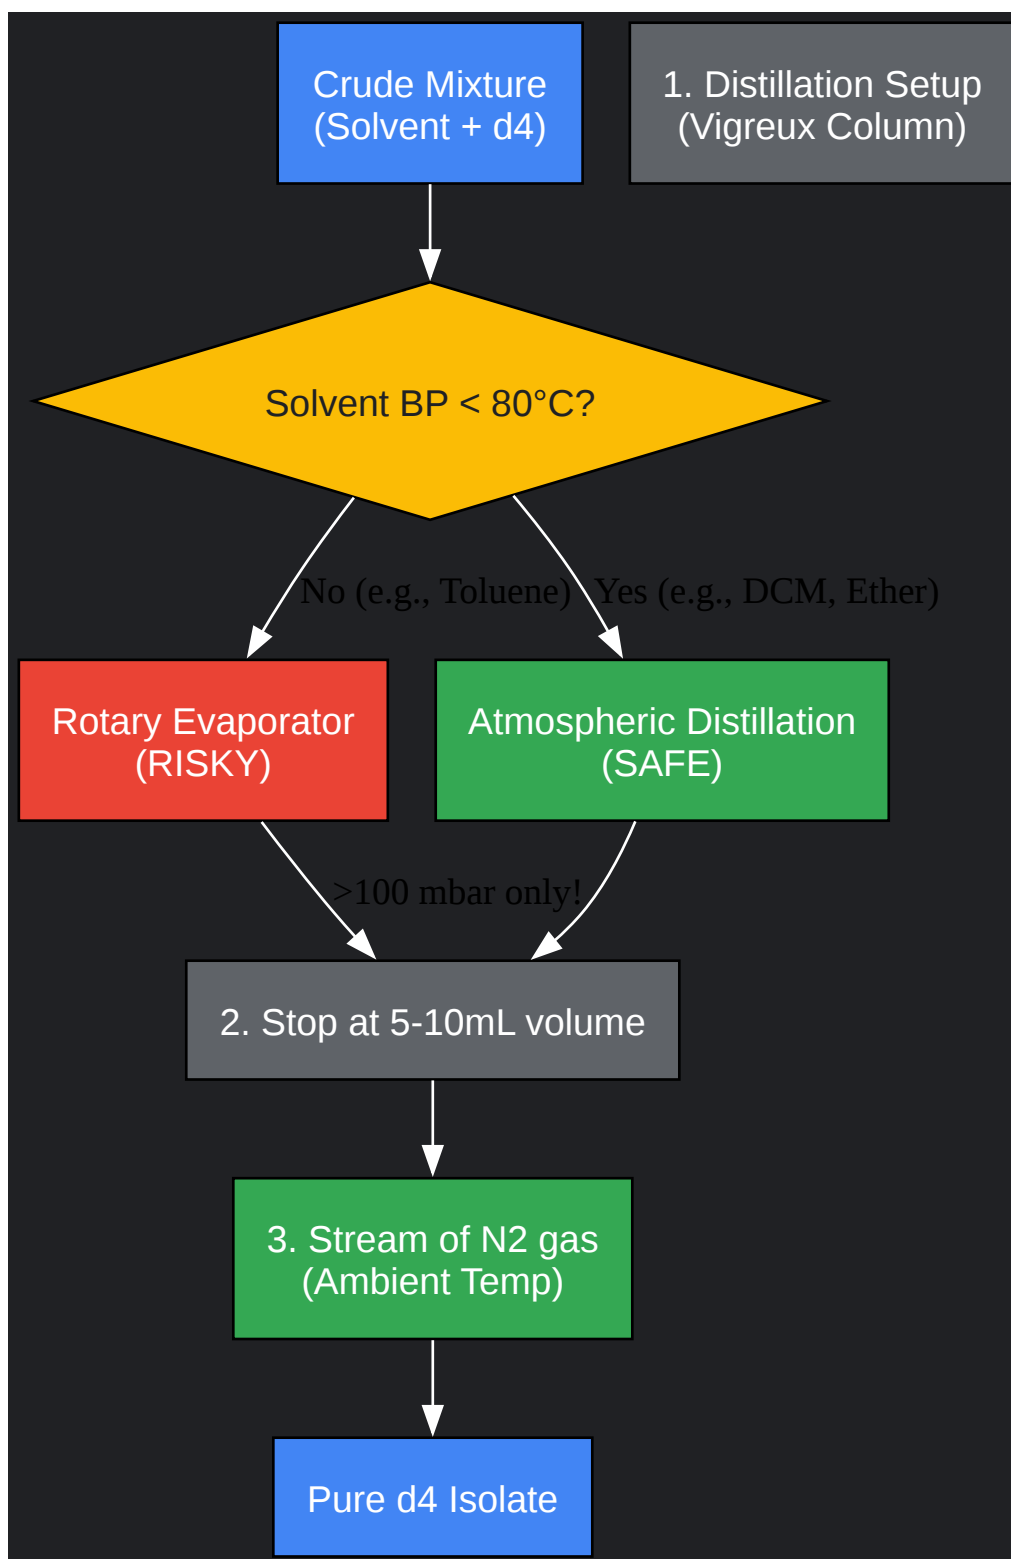 Crude Mixture
(Solvent + d4)
1. Distillation Setup
(Vigreux Column)
Solvent BP < 80°C?
No (e.g., Toluene)
Yes (e.g., DCM, Ether)
Rotary Evaporator
(RISKY)
Atmospheric Distillation
(SAFE)
>100 mbar only!
2. Stop at 5-10mL volume
3. Stream of N2 gas
(Ambient Temp)
Pure d4 Isolate